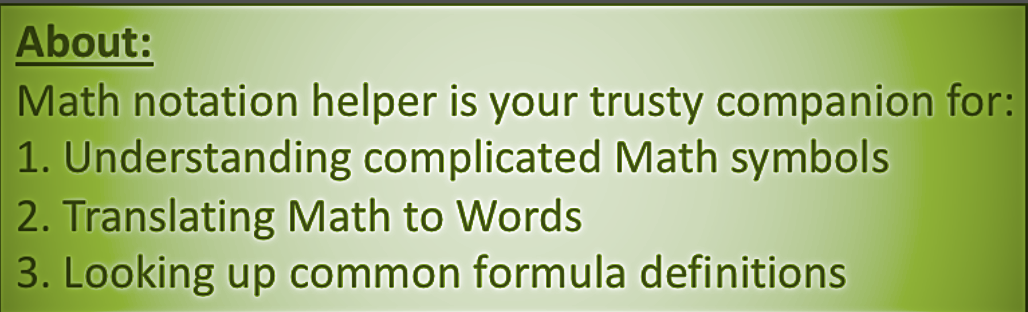 About:
Math notation helper is your trusty companion for:
1. Understanding complicated Math symbols
2. Translating Math to Words
3. Looking up common formula definitions